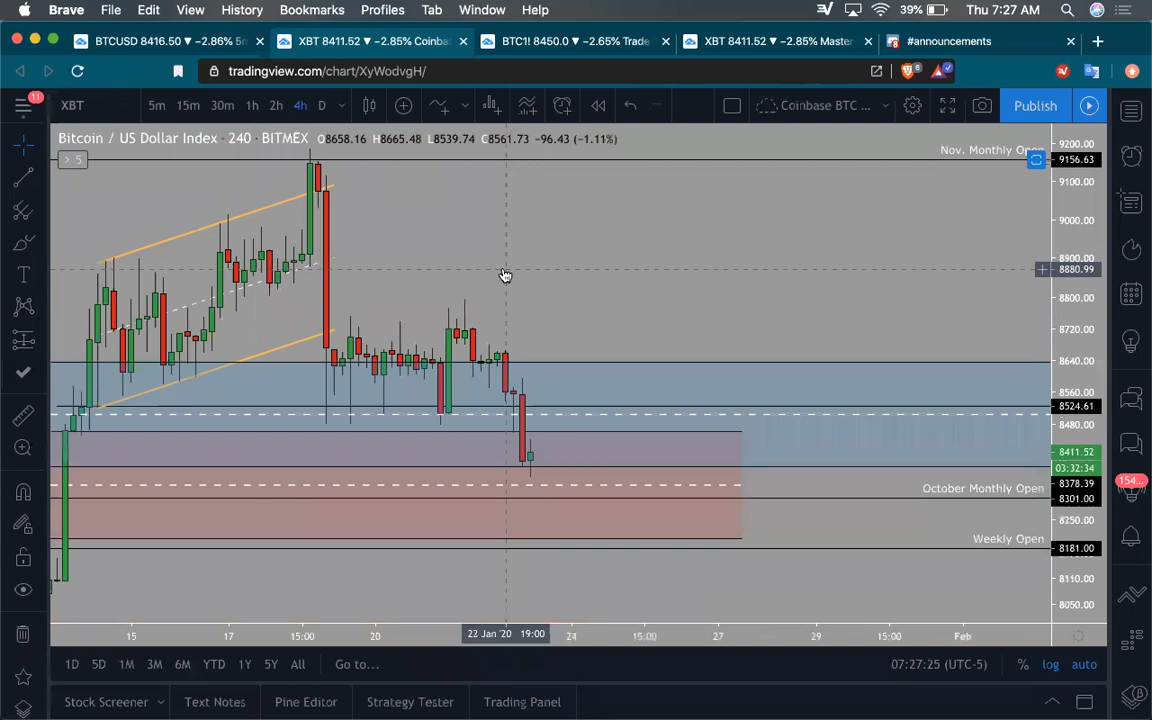 Brave File Edit View History Bookmarks Profiles Tab Window Help 39% Thu 7:27 AM
BTCUSD 8416.50 ▼ −2.86% 5m
XBT 8411.52 ▼ −2.85% Coinba
BTC1! 8450.0 ▼ −2.65% Trade
XBT 8411.52 ▼ −2.85% Master
#announcements
tradingview.com/chart/XyWodvgH/
6
11
XBT 5m 15m 30m 1h 2h 4h D Coinbase BTC ... Publish
Bitcoin / US Dollar Index · 240 · BITMEX O8658.16 H8665.48 L8539.74 C8561.73 −96.43 (−1.11%)
5
Nov. Monthly Open
October Monthly Open
Weekly Open
9200.00
9156.63
9100.00
9000.00
8900.00
8880.99
8800.00
8720.00
8640.00
8560.00
8524.61
8480.00
8411.52
03:32:34
8378.39
8301.00
8250.00
8181.00
8110.00
8050.00
154...
15 17 15:00 20 22 Jan '20 19:00 24 15:00 27 29 15:00 Feb
1D 5D 1M 3M 6M YTD 1Y 5Y All Go to... 07:27:25 (UTC-5) % log auto
Stock Screener Text Notes Pine Editor Strategy Tester Trading Panel